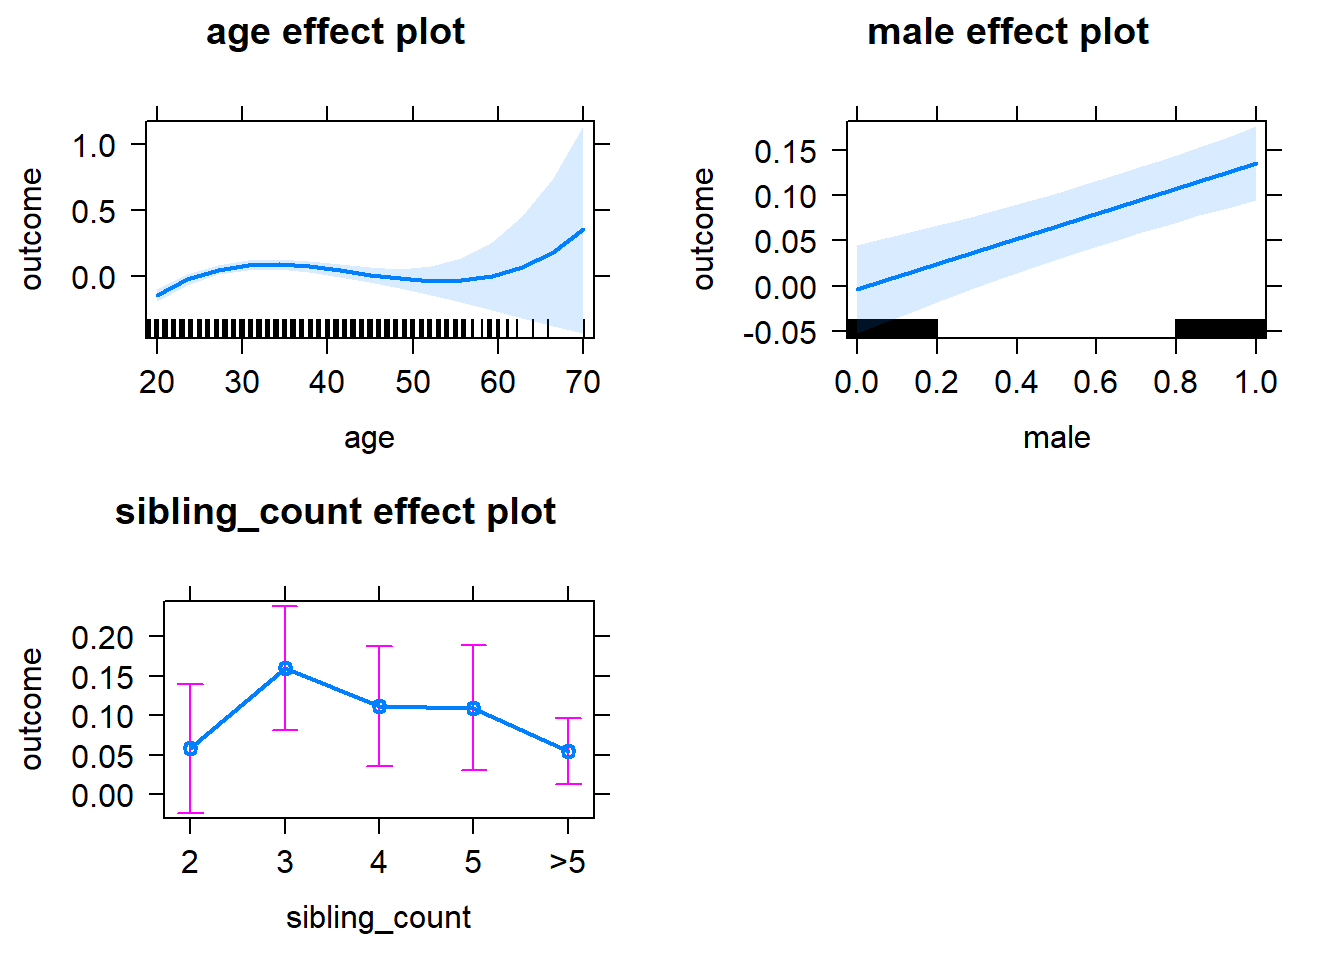 age effect plot
outcome
1.0
0.5
0.0
20 30 40 50 60 70
age
male effect plot
outcome
0.15
0.10
0.05
0.00
-0.05
0.0 0.2 0.4 0.6 0.8 1.0
male
sibling_count effect plot
outcome
0.20
0.15
0.10
0.05
0.00
2 3 4 5 >5
sibling_count